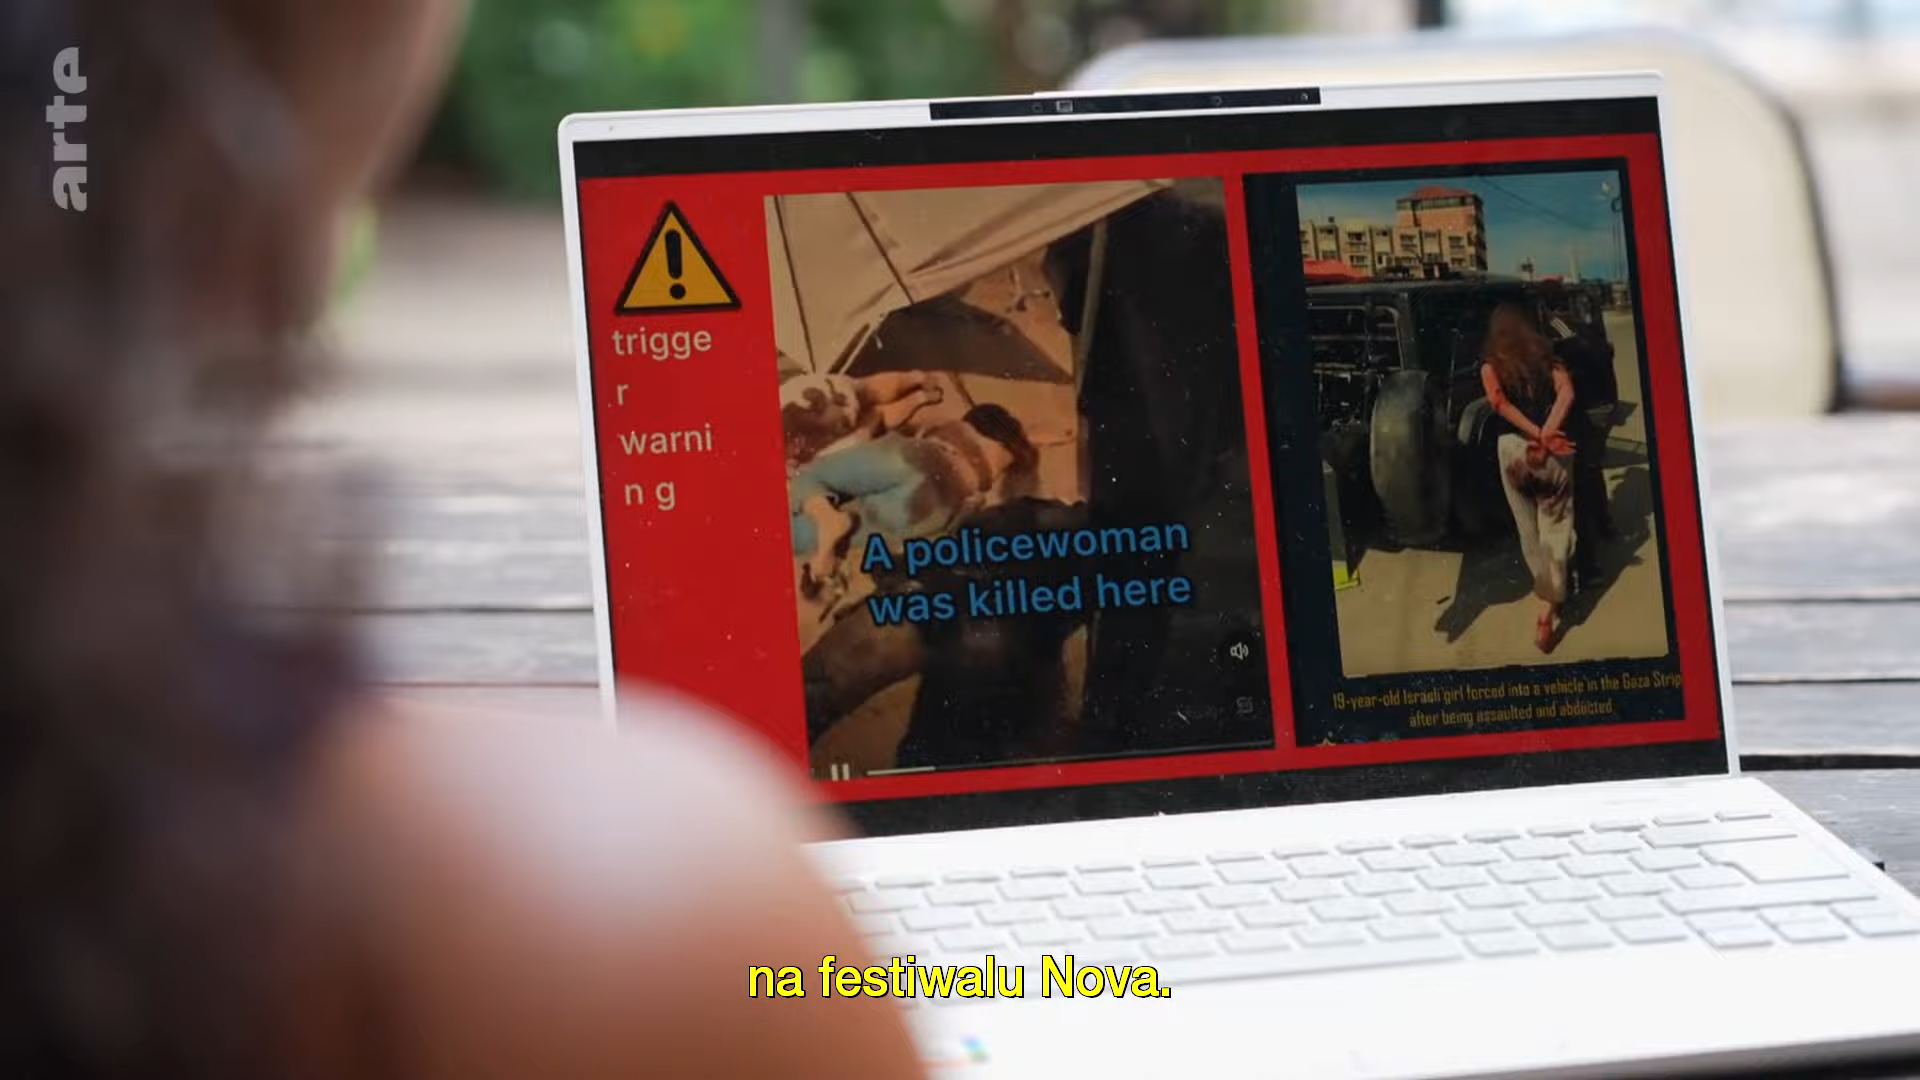 arte
trigge
r
warni
n g
A policewoman
was killed here
19-year-old Israeli girl forced into a vehicle in the Gaza Strip
after being assaulted and abducted
na festiwalu Nova.